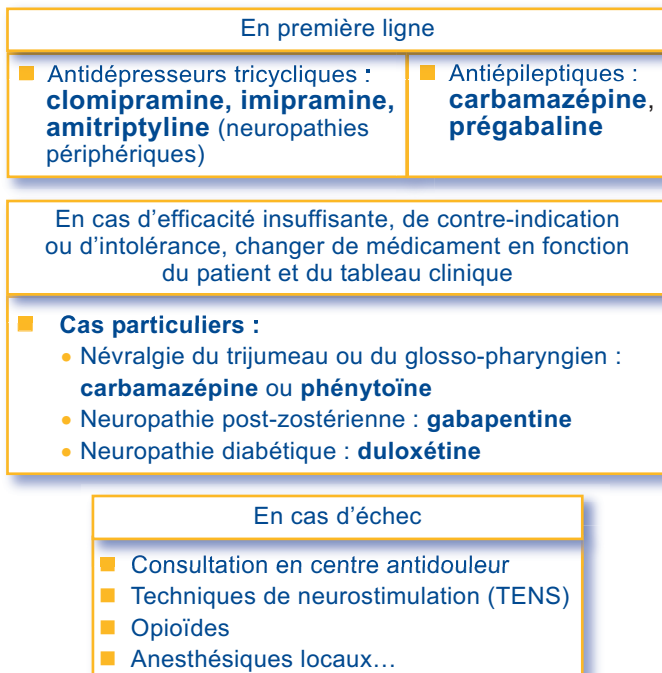 En première ligne
Antidépresseurs tricycliques :
clomipramine, imipramine,
amitriptyline (neuropathies
périphériques)
Antiépileptiques :
carbamazépine,
prégabaline
En cas d’efficacité insuffisante, de contre-indication
ou d’intolérance, changer de médicament en fonction
du patient et du tableau clinique
Cas particuliers :
• Névralgie du trijumeau ou du glosso-pharyngien :
carbamazépine ou phénytoïne
• Neuropathie post-zostérienne : gabapentine
• Neuropathie diabétique : duloxétine
En cas d’échec
Consultation en centre antidouleur
Techniques de neurostimulation (TENS)
Opioïdes
Anesthésiques locaux…